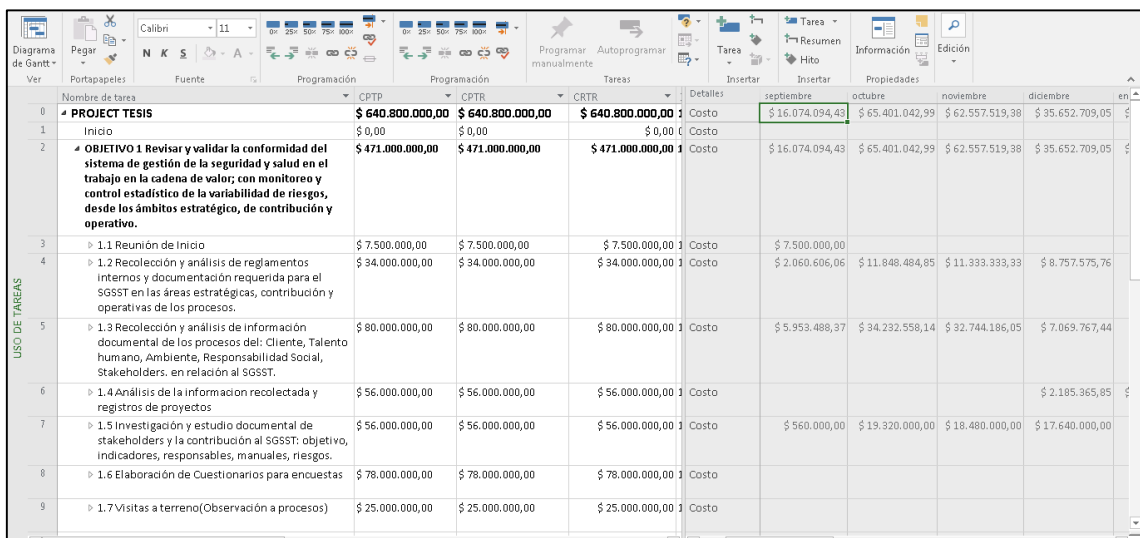 Calibri 11
0× 25× 50× 75× 100×
0× 25× 50× 75× 100×
Tarea
Resumen
Hito
Diagrama de Gantt
Pegar
N K S
A
Programar manualmente
Autoprogramar
Tarea
Información
Edición
Ver Portapapeles Fuente Programación Programación Tareas Insertar Insertar Propiedades
Nombre de tarea CPTP CPTR CRTR Detalles septiembre octubre noviembre diciembre en
0 PROJECT TESIS $ 640.800.000,00 $ 640.800.000,00 $ 640.800.000,00 1 Costo $ 16.074.094,43 $ 65.401.042,99 $ 62.557.519,38 $ 35.652.709,05
1 Inicio $ 0,00 $ 0,00 $ 0,00 Costo
2 OBJETIVO 1 Revisar y validar la conformidad del $ 471.000.000,00 $ 471.000.000,00 $ 471.000.000,00 1 Costo $ 16.074.094,43 $ 65.401.042,99 $ 62.557.519,38 $ 35.652.709,05
sistema de gestión de la seguridad y salud en el
trabajo en la cadena de valor; con monitoreo y
control estadístico de la variabilidad de riesgos,
desde los ámbitos estratégico, de contribución y
operativo.
3 1.1 Reunión de Inicio $ 7.500.000,00 $ 7.500.000,00 $ 7.500.000,00 1 Costo $ 7.500.000,00
4 1.2 Recolección y análisis de reglamentos $ 34.000.000,00 $ 34.000.000,00 $ 34.000.000,00 1 Costo $ 2.060.606,06 $ 11.848.484,85 $ 11.333.333,33 $ 8.757.575,76
internos y documentación requerida para el
SGSST en las áreas estratégicas, contribución y
operativas de los procesos.
5 1.3 Recolección y análisis de información $ 80.000.000,00 $ 80.000.000,00 $ 80.000.000,00 1 Costo $ 5.953.488,37 $ 34.232.558,14 $ 32.744.186,05 $ 7.069.767,44
documental de los procesos del: Cliente, Talento
humano, Ambiente, Responsabilidad Social,
Stakeholders. en relación al SGSST.
6 1.4 Análisis de la informacion recolectada y $ 56.000.000,00 $ 56.000.000,00 $ 56.000.000,00 1 Costo $ 2.185.365,85
registros de proyectos
7 1.5 Investigación y estudio documental de $ 56.000.000,00 $ 56.000.000,00 $ 56.000.000,00 1 Costo $ 560.000,00 $ 19.320.000,00 $ 18.480.000,00 $ 17.640.000,00
stakeholders y la contribución al SGSST: objetivo,
indicadores, responsables, manuales, riesgos.
8 1.6 Elaboración de Cuestionarios para encuestas $ 78.000.000,00 $ 78.000.000,00 $ 78.000.000,00 1 Costo
9 1.7 Visitas a terreno(Observación a procesos) $ 25.000.000,00 $ 25.000.000,00 $ 25.000.000,00 1 Costo
USO DE TAREAS